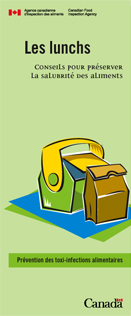 Agence canadienne
d'inspection des aliments
Canadian Food
Inspection Agency
Les lunchs
Conseils pour préserver
la salubrité des aliments
Prévention des toxi-infections alimentaires
Canada